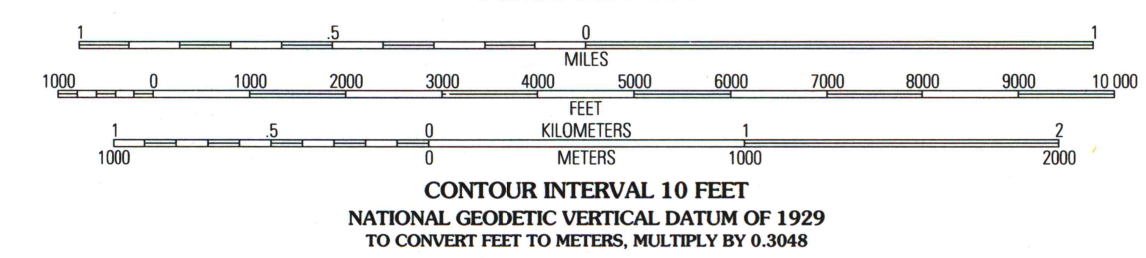 1 .5 0 1
MILES
1000 0 1000 2000 3000 4000 5000 6000 7000 8000 9000 10 000
FEET
1 .5 0 KILOMETERS 1 2
1000 0 METERS 1000 2000
CONTOUR INTERVAL 10 FEET
NATIONAL GEODETIC VERTICAL DATUM OF 1929
TO CONVERT FEET TO METERS, MULTIPLY BY 0.3048